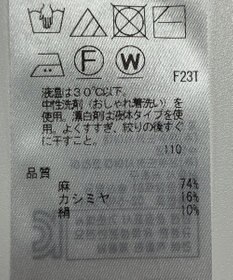 F W
F23T
液温は30℃以下。
中性洗剤(おしゃれ着洗い)を
使用。漂白剤は液体タイプを使
用。よくすすぎ、絞りの後すぐ
に干すこと。
110
品質
麻 74%
カシミヤ 16%
絹 10%